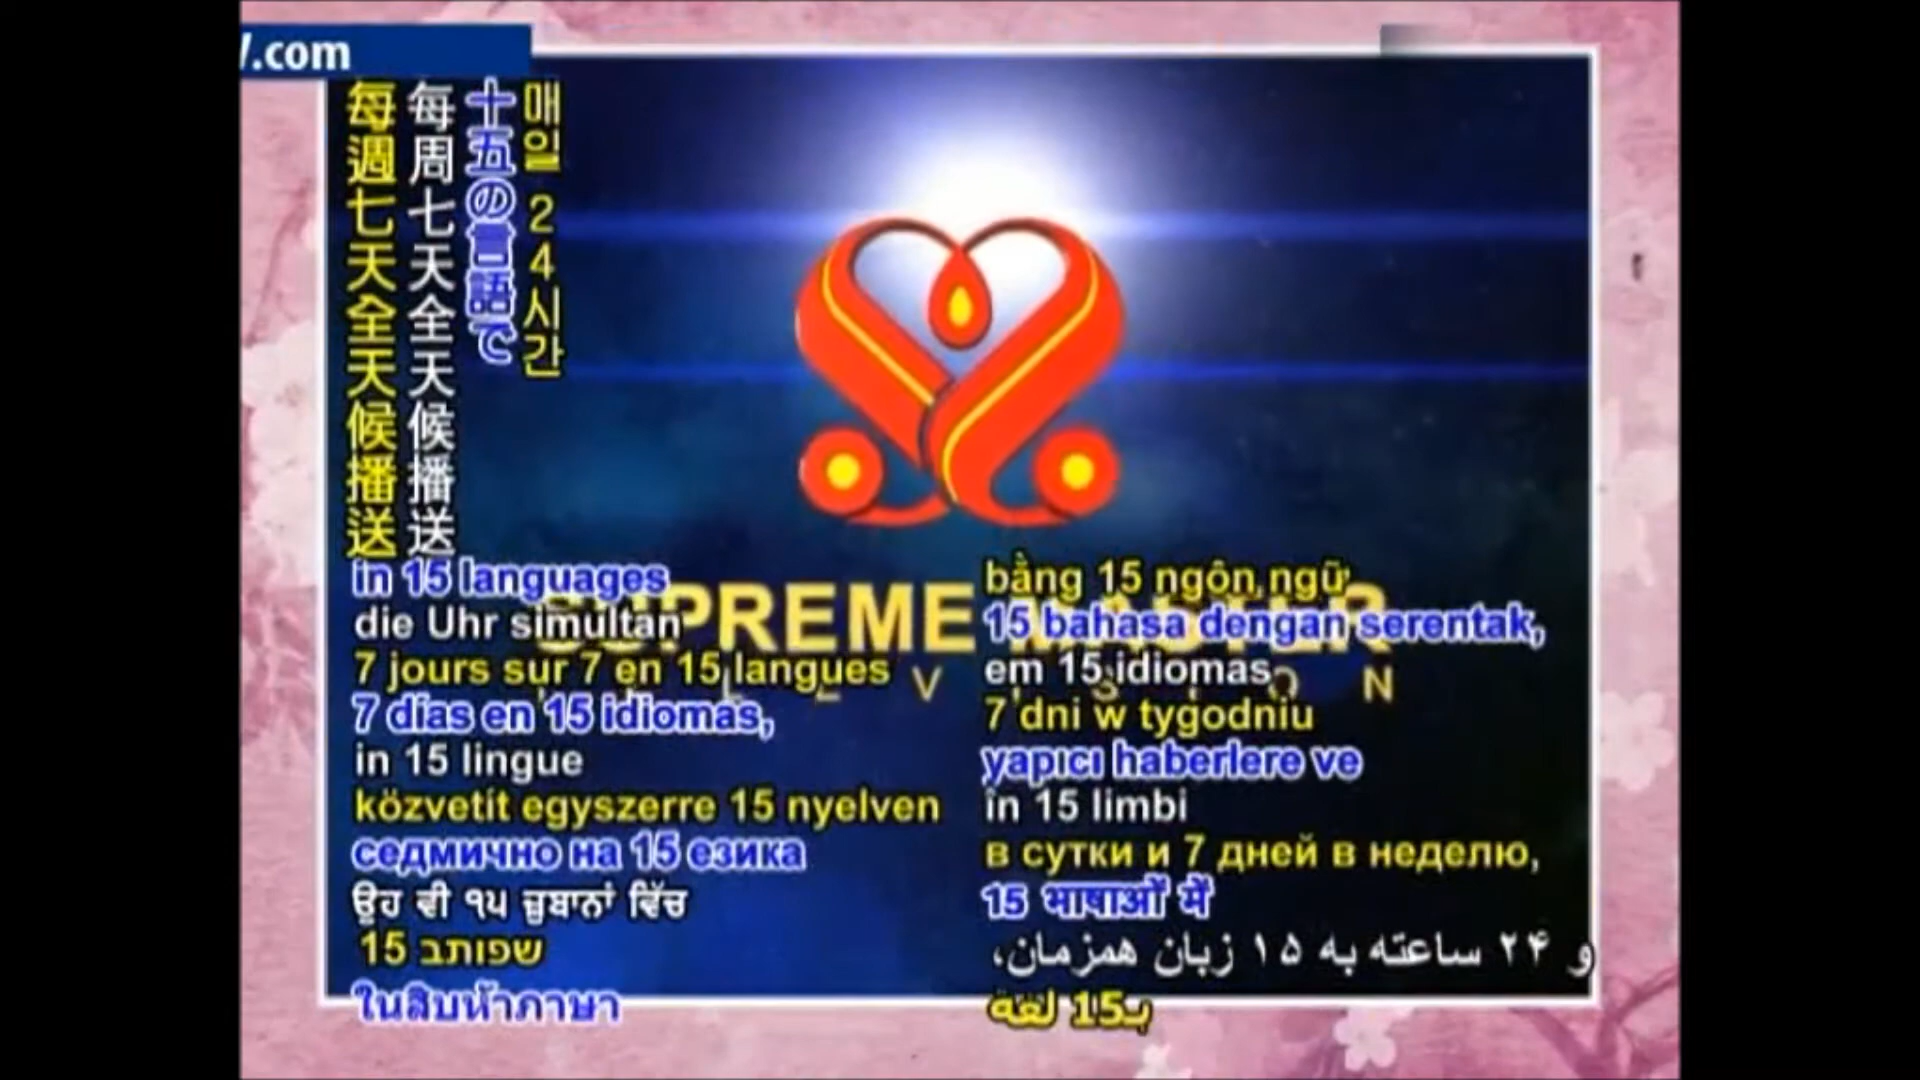 .com
每週七天全天候播送
每周七天全天候播送
十五の言語で
매일 24시간
SUPREME MASTER
in 15 languages
die Uhr simultan
7 jours sur 7 en 15 langues
7 días en 15 idiomas,
in 15 lingue
közvetít egyszerre 15 nyelven
седмично на 15 езика
ਉਹ ਵੀ ੧੫ ਜ਼ੁਬਾਨਾਂ ਵਿੱਚ
15 שפותב
ในสิบห้าภาษา
bằng 15 ngôn ngữ
15 bahasa dengan serentak,
em 15 idiomas
7 dni w tygodniu
yapıcı haberlere ve
în 15 limbi
в сутки и 7 дней в неделю,
15 भाषाओं में
و ۲۴ ساعته به ۱۵ زبان همزمان،
بـ15 لغة